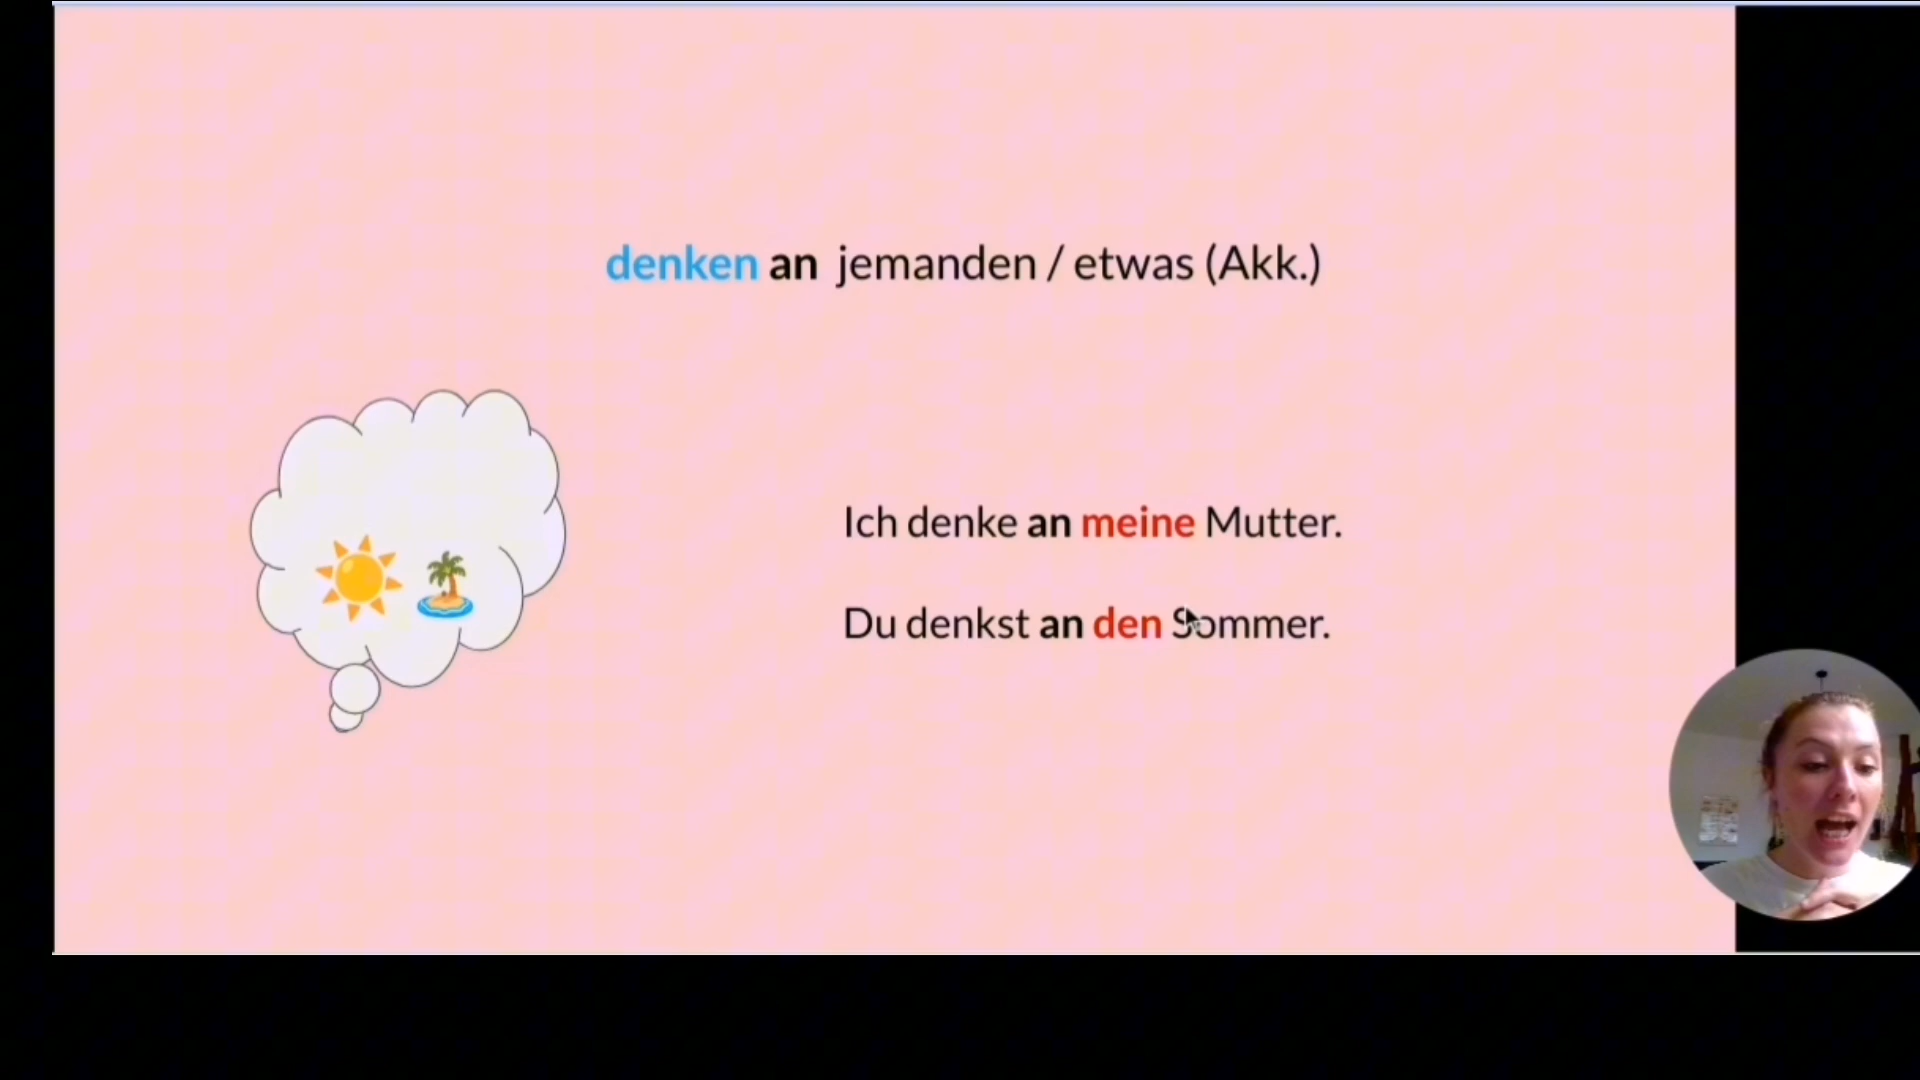 denken an jemanden / etwas (Akk.)
Ich denke an meine Mutter.
Du denkst an den Sommer.